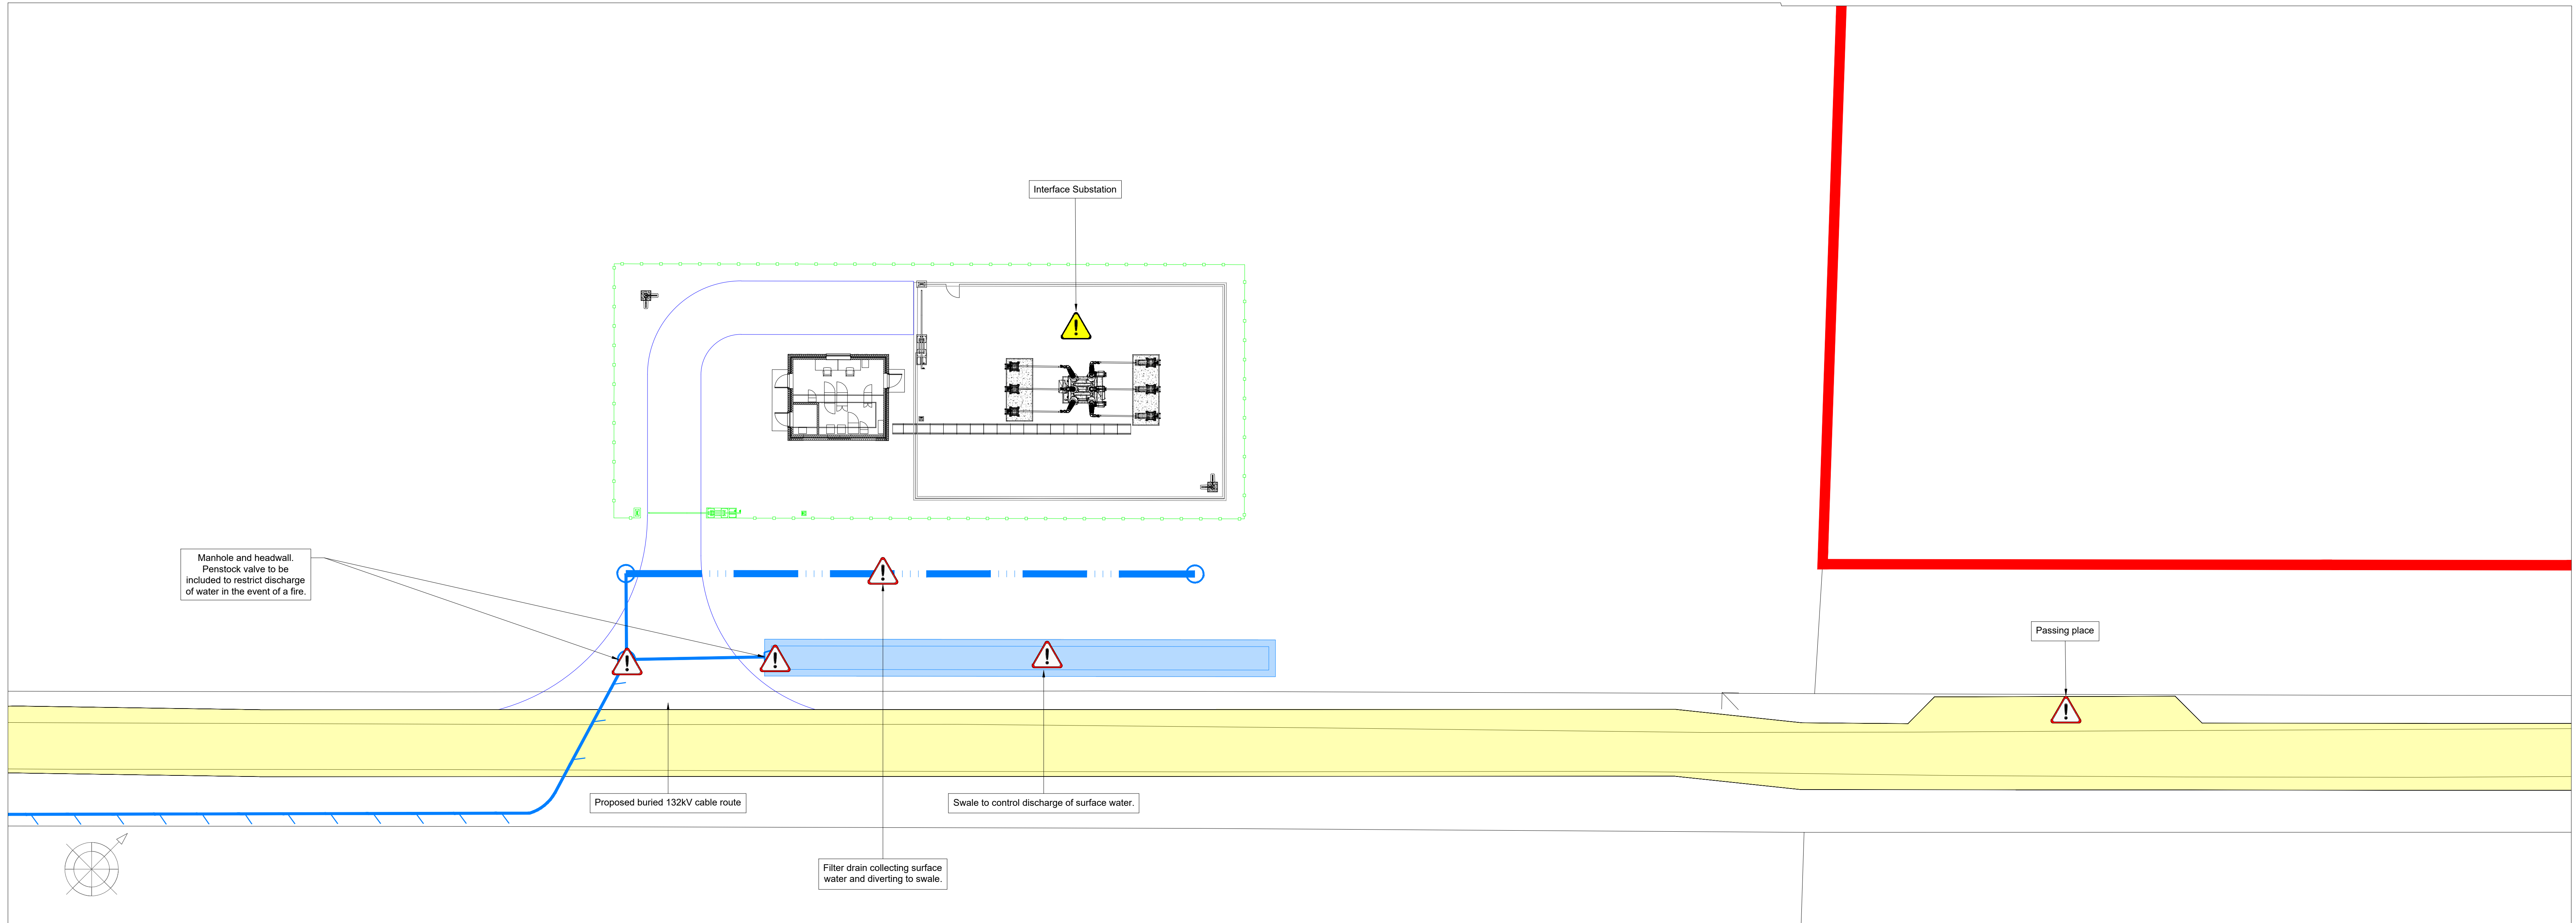 Interface Substation
Manhole and headwall.
Penstock valve to be
included to restrict discharge
of water in the event of a fire.
Passing place
Proposed buried 132kV cable route
Swale to control discharge of surface water.
Filter drain collecting surface
water and diverting to swale.